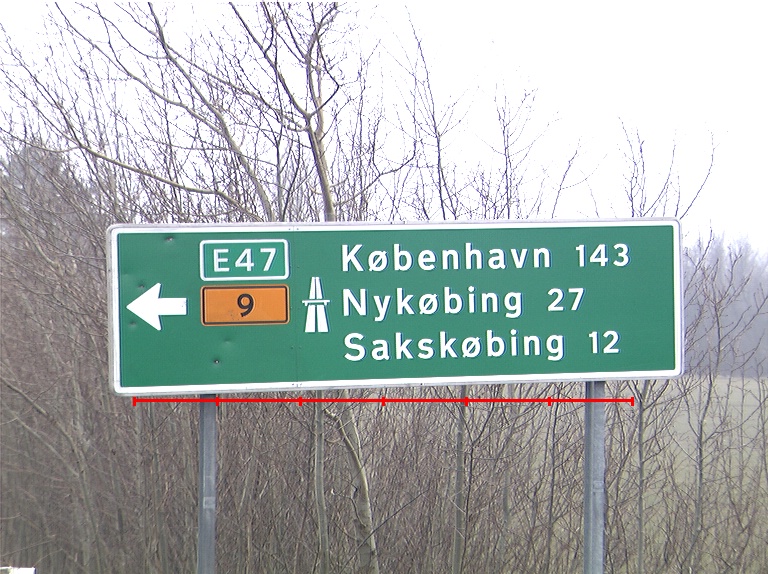 E47
9
København 143
Nykøbing 27
Sakskøbing 12